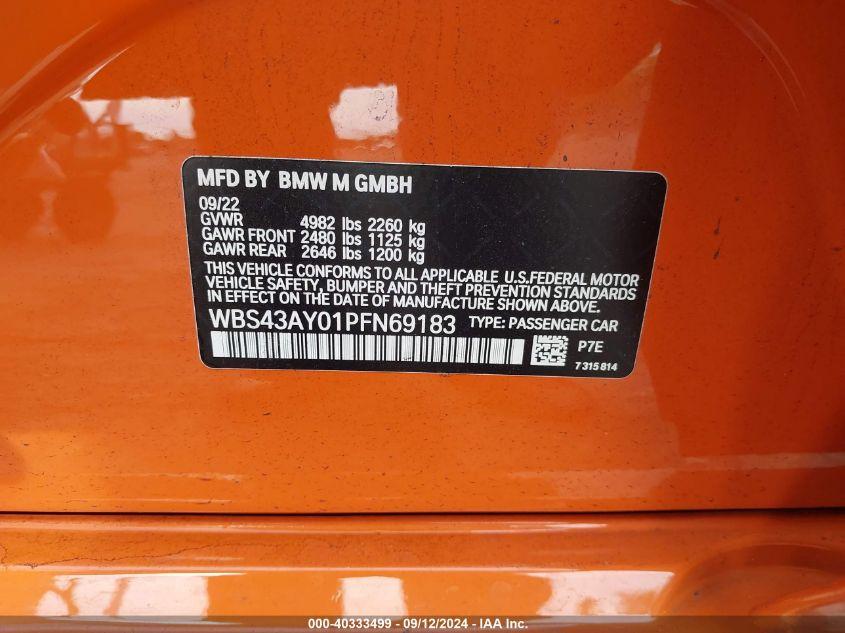 MFD BY BMW M GMBH
09/22
GVWR 4982 lbs 2260 kg
GAWR FRONT 2480 lbs 1125 kg
GAWR REAR 2646 lbs 1200 kg
THIS VEHICLE CONFORMS TO ALL APPLICABLE U.S.FEDERAL MOTOR
VEHICLE SAFETY, BUMPER AND THEFT PREVENTION STANDARDS
IN EFFECT ON THE DATE OF MANUFACTURE SHOWN ABOVE.
WBS43AY01PFN69183 TYPE: PASSENGER CAR
P7E
7 315 814
000-40333499 - 09/12/2024 - IAA Inc.